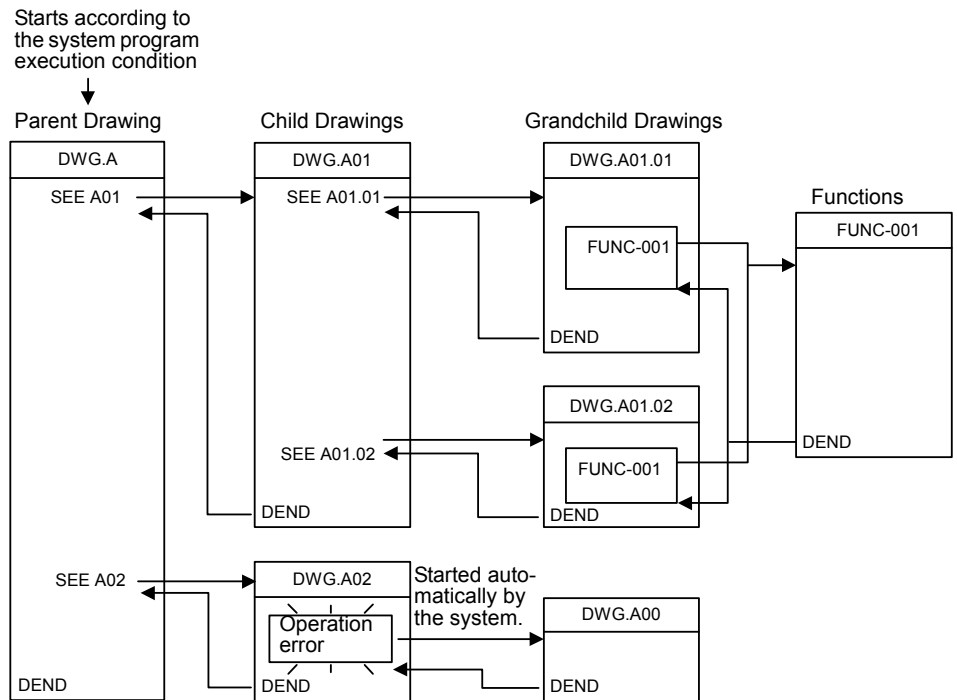 Starts according to
the system program
execution condition
Parent Drawing
Child Drawings
Grandchild Drawings
Functions
DWG.A
SEE A01
SEE A02
DEND
DWG.A01
SEE A01.01
SEE A01.02
DEND
DWG.A01.01
FUNC-001
DEND
DWG.A01.02
FUNC-001
DEND
FUNC-001
DEND
DWG.A02
Operation
error
DEND
Started auto-
matically by
the system.
DWG.A00
DEND